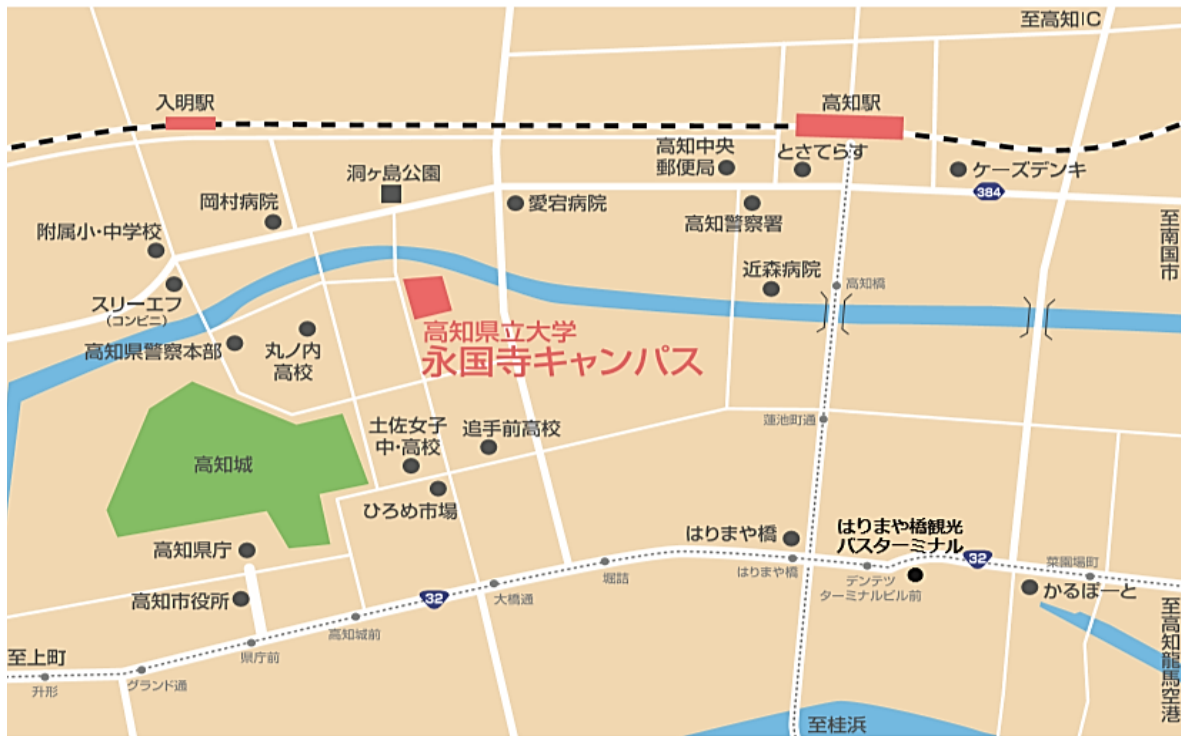 至高知IC
入明駅
高知駅
高知中央
郵便局
とさてらす
ケーズデンキ
洞ヶ島公園
岡村病院
愛宕病院
384
高知警察署
附属小・中学校
至南国市
近森病院
高知橋
スリーエフ
(コンビニ)
高知県警察本部
丸ノ内
高校
高知県立大学
永国寺キャンパス
蓮池町通
土佐女子
中・高校
追手前高校
高知城
ひろめ市場
はりまや橋
はりまや橋観光
バスターミナル
高知県庁
はりまや橋
32
菜園場町
堀詰
デンテツ
ターミナルビル前
かるぽーと
高知市役所
32
大橋通
高知城前
至高知龍馬空港
至上町
県庁前
グランド通
升形
至桂浜